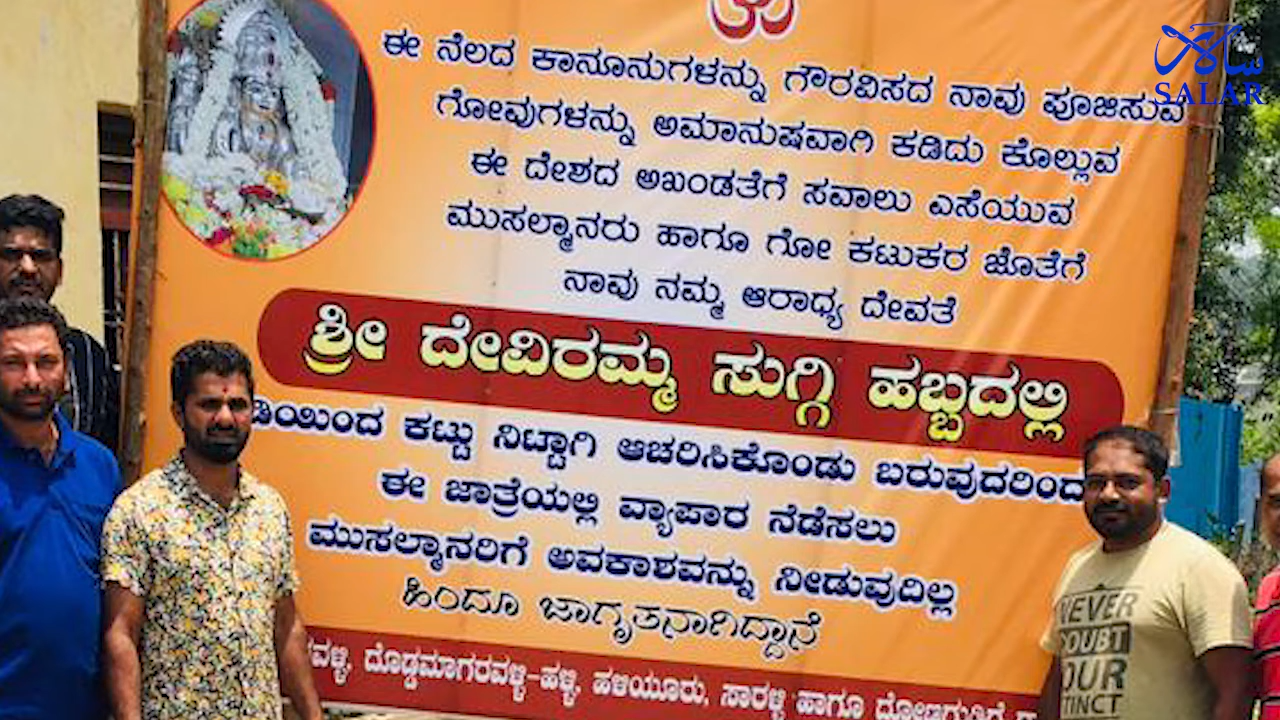 ಈ ನೆಲದ ಕಾನೂನುಗಳನ್ನು ಗೌರವಿಸದ ನಾವು ಪೂಜಿಸುವ
ಗೋವುಗಳನ್ನು ಅಮಾನುಷವಾಗಿ ಕಡಿದು ಕೊಲ್ಲುವ
ಈ ದೇಶದ ಅಖಂಡತೆಗೆ ಸವಾಲು ಎಸೆಯುವ
ಮುಸಲ್ಮಾನರು ಹಾಗೂ ಗೋ ಕಟುಕರ ಜೊತೆಗೆ
ನಾವು ನಮ್ಮ ಆರಾಧ್ಯ ದೇವತೆ
ಶ್ರೀ ದೇವಿರಮ್ಮ ಸುಗ್ಗಿ ಹಬ್ಬದಲ್ಲಿ
ಕಟ್ಟು ನಿಟ್ಟಾಗಿ ಆಚರಿಸಿಕೊಂಡು ಬರುವುದರಿಂದ
ಈ ಜಾತ್ರೆಯಲ್ಲಿ ವ್ಯಾಪಾರ ನೆಡೆಸಲು
ಮುಸಲ್ಮಾನರಿಗೆ ಅವಕಾಶವನ್ನು ನೀಡುವುದಿಲ್ಲ
ಹಿಂದೂ ಜಾಗೃತನಾಗಿದ್ದಾನೆ
ದೊಡ್ಡಮಾಗರವಳ್ಳಿ-ಹಳ್ಳಿ, ಹಳಿಯೂರು, ಸಾರಳ್ಳಿ ಹಾಗೂ
سالار
SALAR
NEVER
DOUBT
OUR